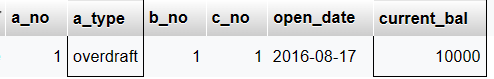 a_no a_type b_no c_no open_date current_bal
1 overdraft 1 1 2016-08-17 10000